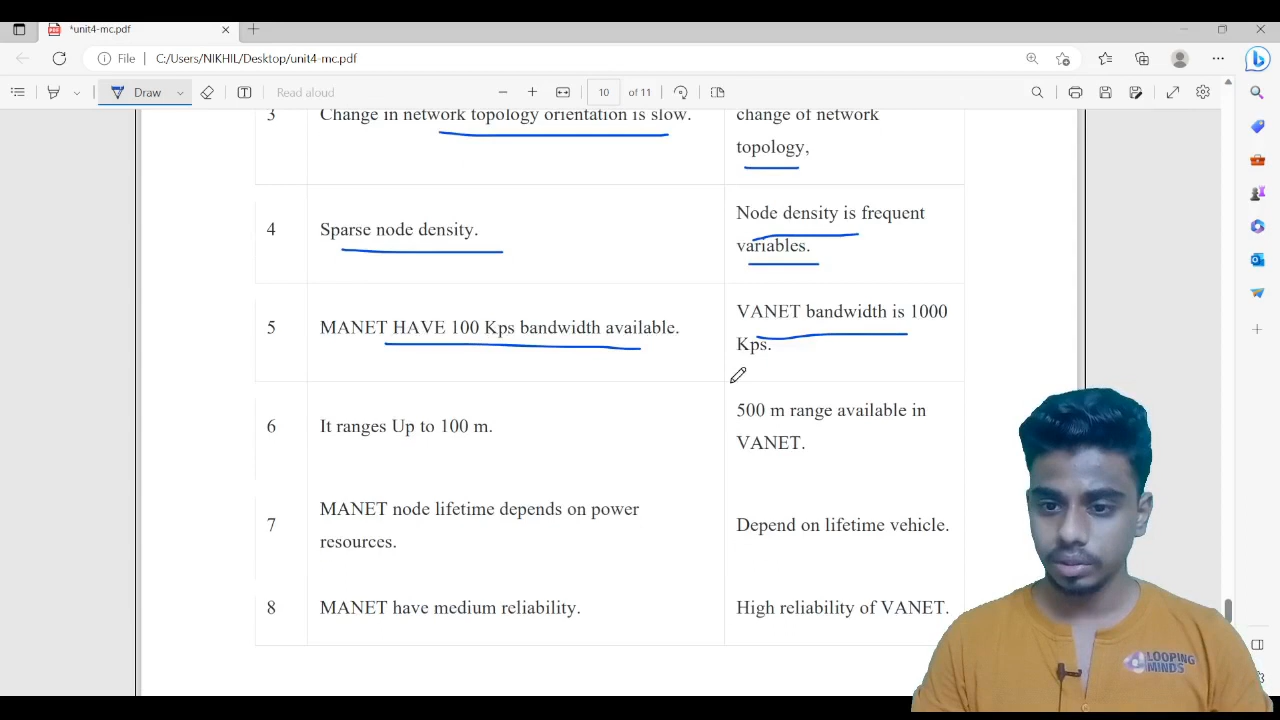 *unit4-mc.pdf
File | C:/Users/NIKHIL/Desktop/unit4-mc.pdf
Draw Read aloud 10 of 11
3 Change in network topology orientation is slow. change of network
topology,
4 Sparse node density. Node density is frequent
variables.
5 MANET HAVE 100 Kps bandwidth available. VANET bandwidth is 1000
Kps.
6 It ranges Up to 100 m. 500 m range available in
VANET.
7 MANET node lifetime depends on power
resources. Depend on lifetime vehicle.
8 MANET have medium reliability. High reliability of VANET.
LOOPING
MINDS